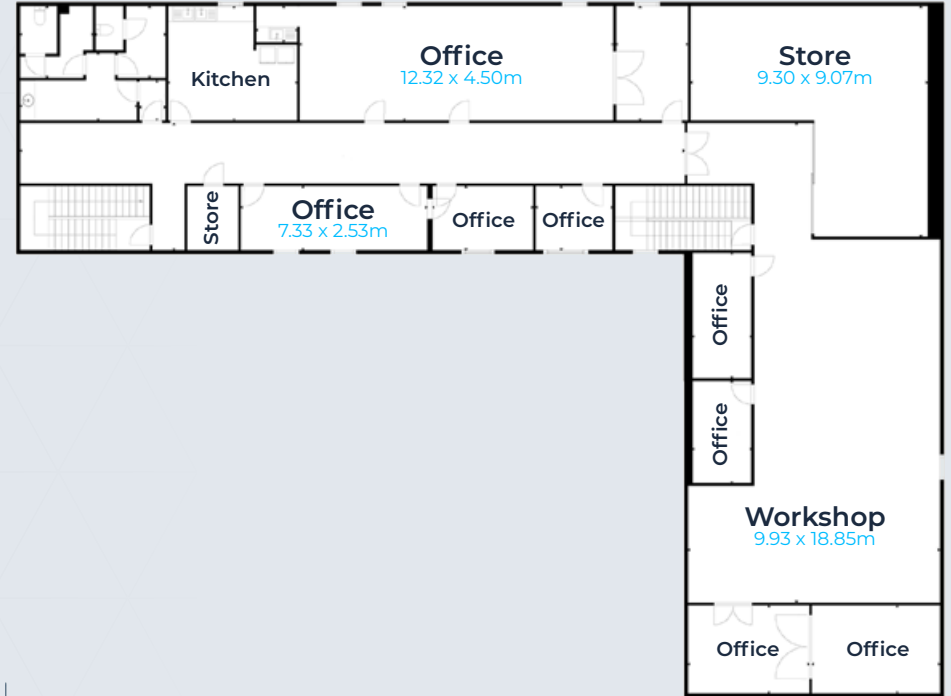 Office
12.32 x 4.50m
Store
9.30 x 9.07m
Kitchen
Store
Office
7.33 x 2.53m
Office
Office
Office
Office
Workshop
9.93 x 18.85m
Office
Office